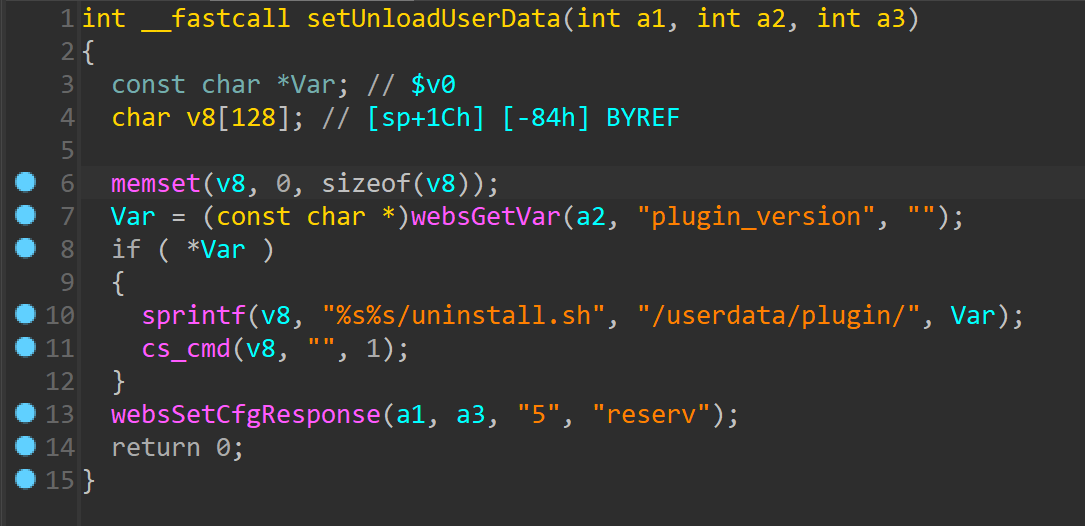 1 int __fastcall setUnloadUserData(int a1, int a2, int a3)
2 {
3   const char *Var; // $v0
4   char v8[128]; // [sp+1Ch] [-84h] BYREF
5
6   memset(v8, 0, sizeof(v8));
7   Var = (const char *)websGetVar(a2, "plugin_version", "");
8   if ( *Var )
9   {
10     sprintf(v8, "%s%s/uninstall.sh", "/userdata/plugin/", Var);
11     cs_cmd(v8, "", 1);
12   }
13   websSetCfgResponse(a1, a3, "5", "reserv");
14   return 0;
15 }